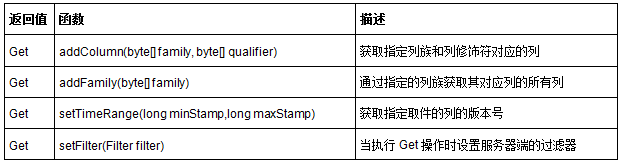 返回值 函数 描述
Get addColumn(byte[] family, byte[] qualifier) 获取指定列族和列修饰符对应的列
Get addFamily(byte[] family) 通过指定的列族获取其对应列的所有列
Get setTimeRange(long minStamp,long maxStamp) 获取指定取件的列的版本号
Get setFilter(Filter filter) 当执行 Get 操作时设置服务器端的过滤器